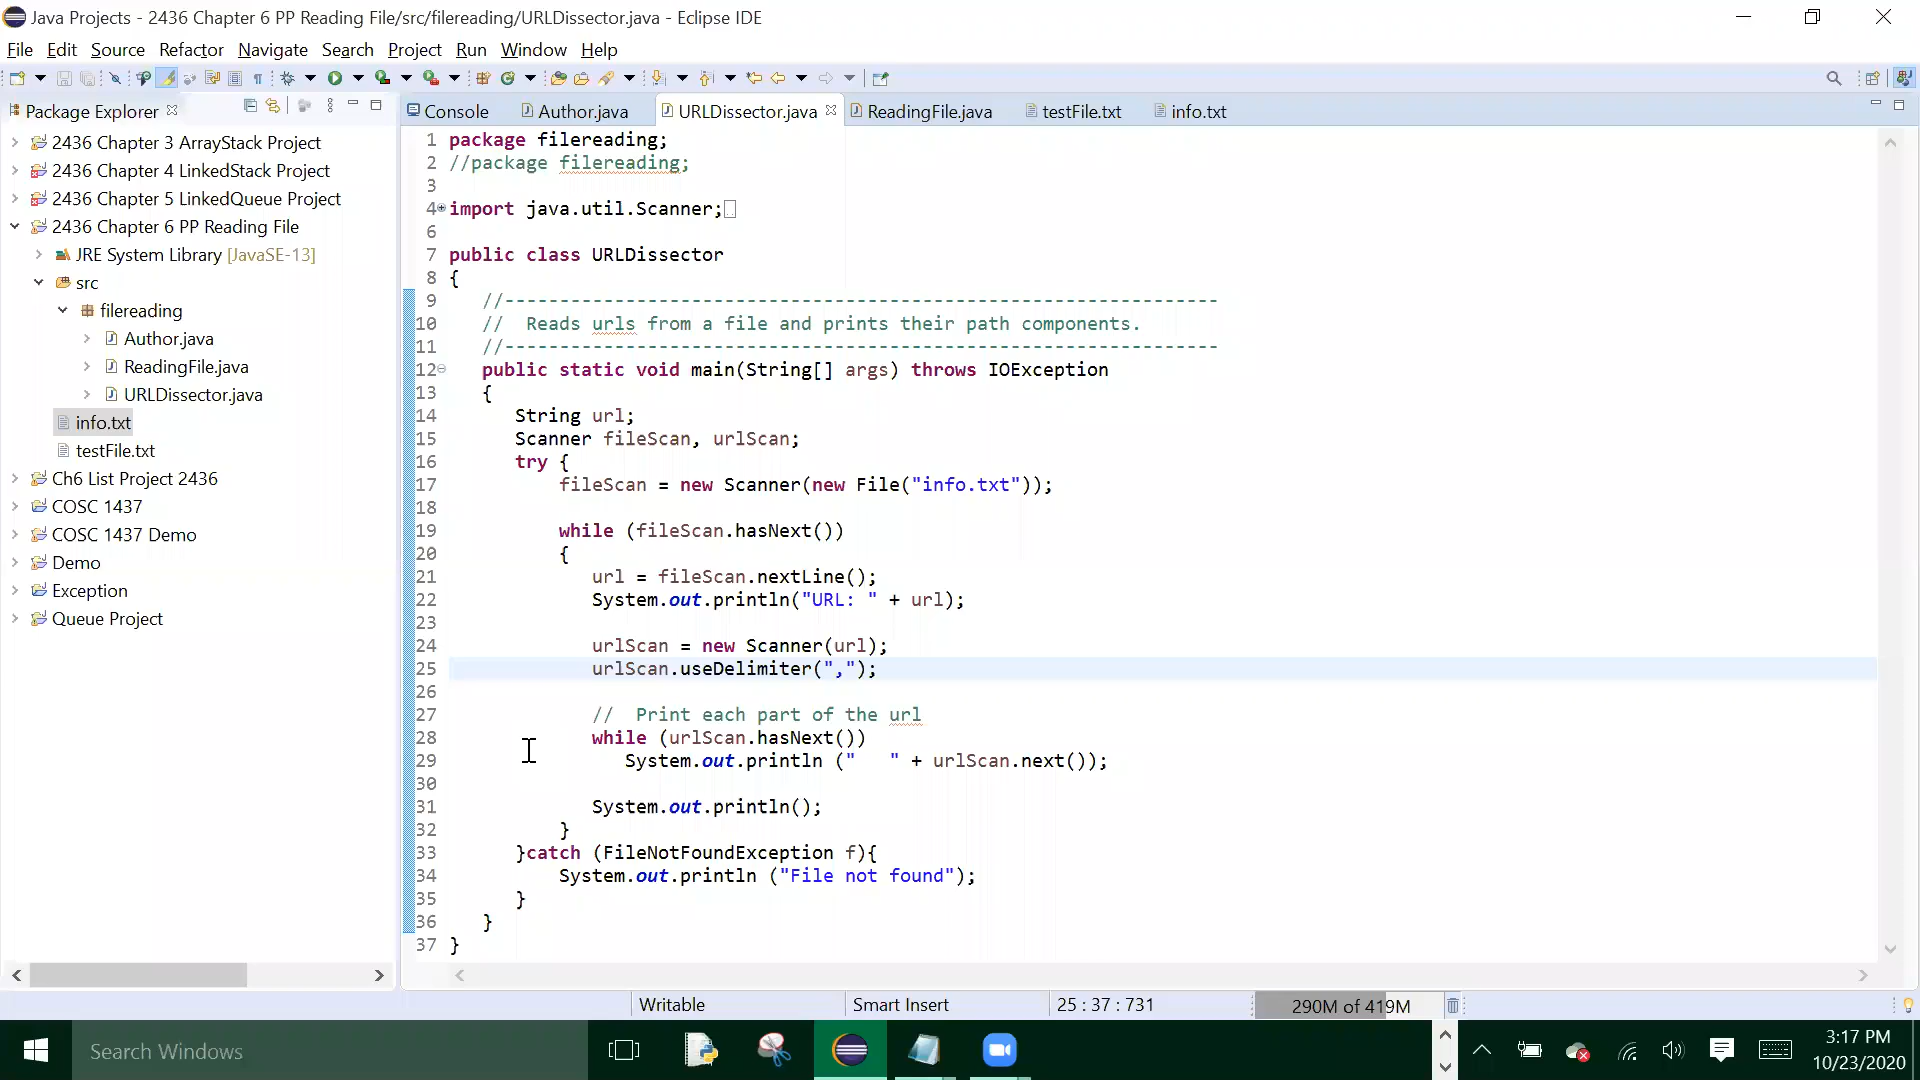 Java Projects - 2436 Chapter 6 PP Reading File/src/filereading/URLDissector.java - Eclipse IDE
File Edit Source Refactor Navigate Search Project Run Window Help
Package Explorer
2436 Chapter 3 ArrayStack Project
2436 Chapter 4 LinkedStack Project
2436 Chapter 5 LinkedQueue Project
2436 Chapter 6 PP Reading File
JRE System Library [JavaSE-13]
src
filereading
Author.java
ReadingFile.java
URLDissector.java
info.txt
testFile.txt
Ch6 List Project 2436
COSC 1437
COSC 1437 Demo
Demo
Exception
Queue Project
Console Author.java URLDissector.java ReadingFile.java testFile.txt info.txt
1 package filereading;
2 //package filereading;
3
4 import java.util.Scanner;
6
7 public class URLDissector
8 {
9 //-----------------------------------------------------------------
10 //  Reads urls from a file and prints their path components.
11 //-----------------------------------------------------------------
12 public static void main(String[] args) throws IOException
13 {
14 String url;
15 Scanner fileScan, urlScan;
16 try {
17 fileScan = new Scanner(new File("info.txt"));
18
19 while (fileScan.hasNext())
20 {
21 url = fileScan.nextLine();
22 System.out.println("URL: " + url);
23
24 urlScan = new Scanner(url);
25 urlScan.useDelimiter(",");
26
27 //  Print each part of the url
28 while (urlScan.hasNext())
29 System.out.println ("   " + urlScan.next());
30
31 System.out.println();
32 }
33 }catch (FileNotFoundException f){
34 System.out.println ("File not found");
35 }
36 }
37 }
Writable Smart Insert 25 : 37 : 731 290M of 419M
Search Windows
3:17 PM
10/23/2020